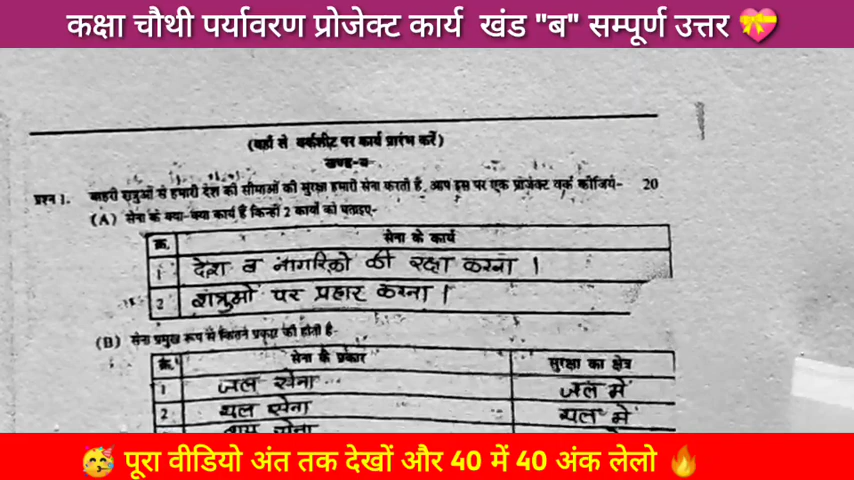 कक्षा चौथी पर्यावरण प्रोजेक्ट कार्य खंड "ब" सम्पूर्ण उत्तर 💝
(यहाँ से वर्कशीट पर कार्य प्रारंभ करें)
खण्ड-ब
प्रश्न 1. बाहरी शत्रुओं से हमारी देश की सीमाओं की सुरक्षा हमारी सेना करती है, आप इस पर एक प्रोजेक्ट वर्क कीजिये- 20
(A) सेना के क्या-क्या कार्य हैं किन्हीं 2 कार्यों को बताइए-
क्र. सेना के कार्य
1 देश व नागरिको की रक्षा करना ।
2 शत्रुओं पर प्रहार करना ।
(B) सेना प्रमुख रूप से कितने प्रकार की होती है-
क्र. सेना के प्रकार सुरक्षा का क्षेत्र
1 जल सेना जल में
2 थल सेना थल में
सेना
🥳 पूरा वीडियो अंत तक देखों और 40 में 40 अंक लेलो 🔥